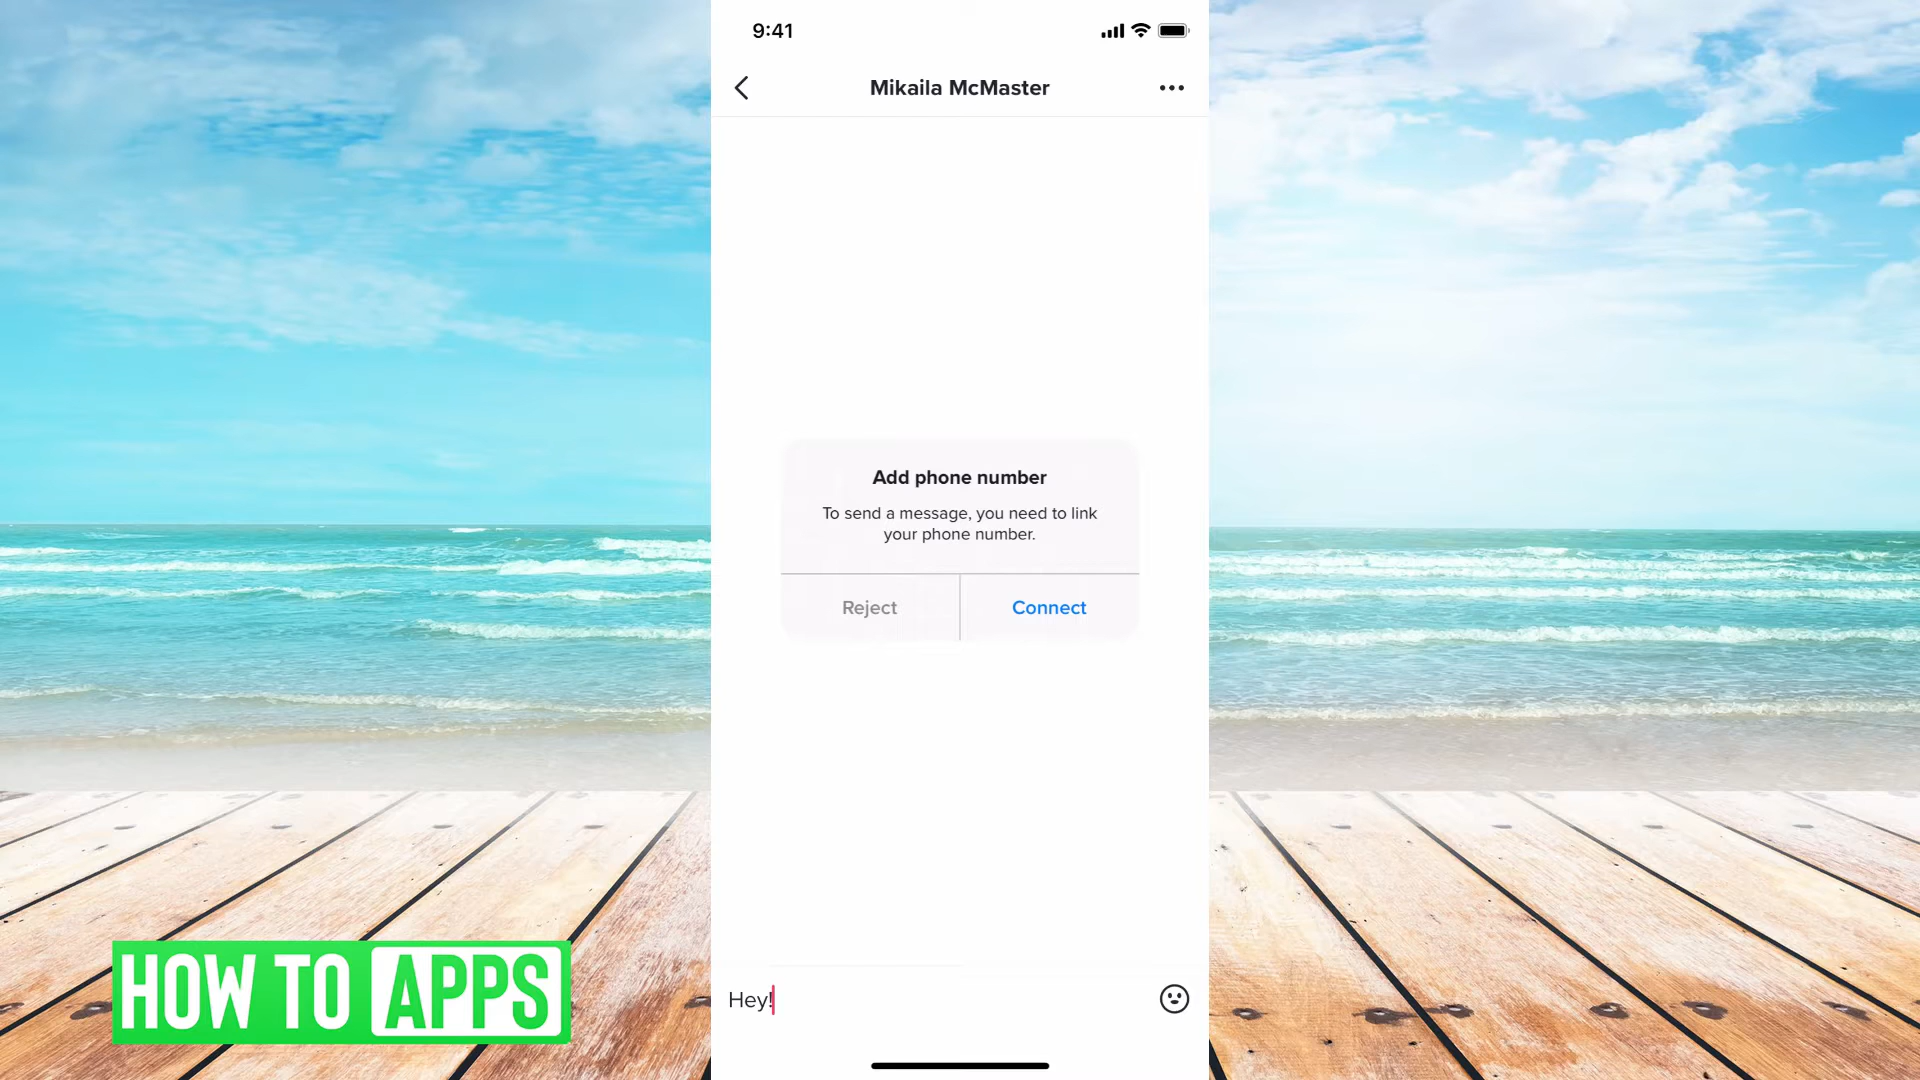 9:41
Mikaila McMaster
Add phone number
To send a message, you need to link
your phone number.
Reject
Connect
Hey!
HOW TO APPS